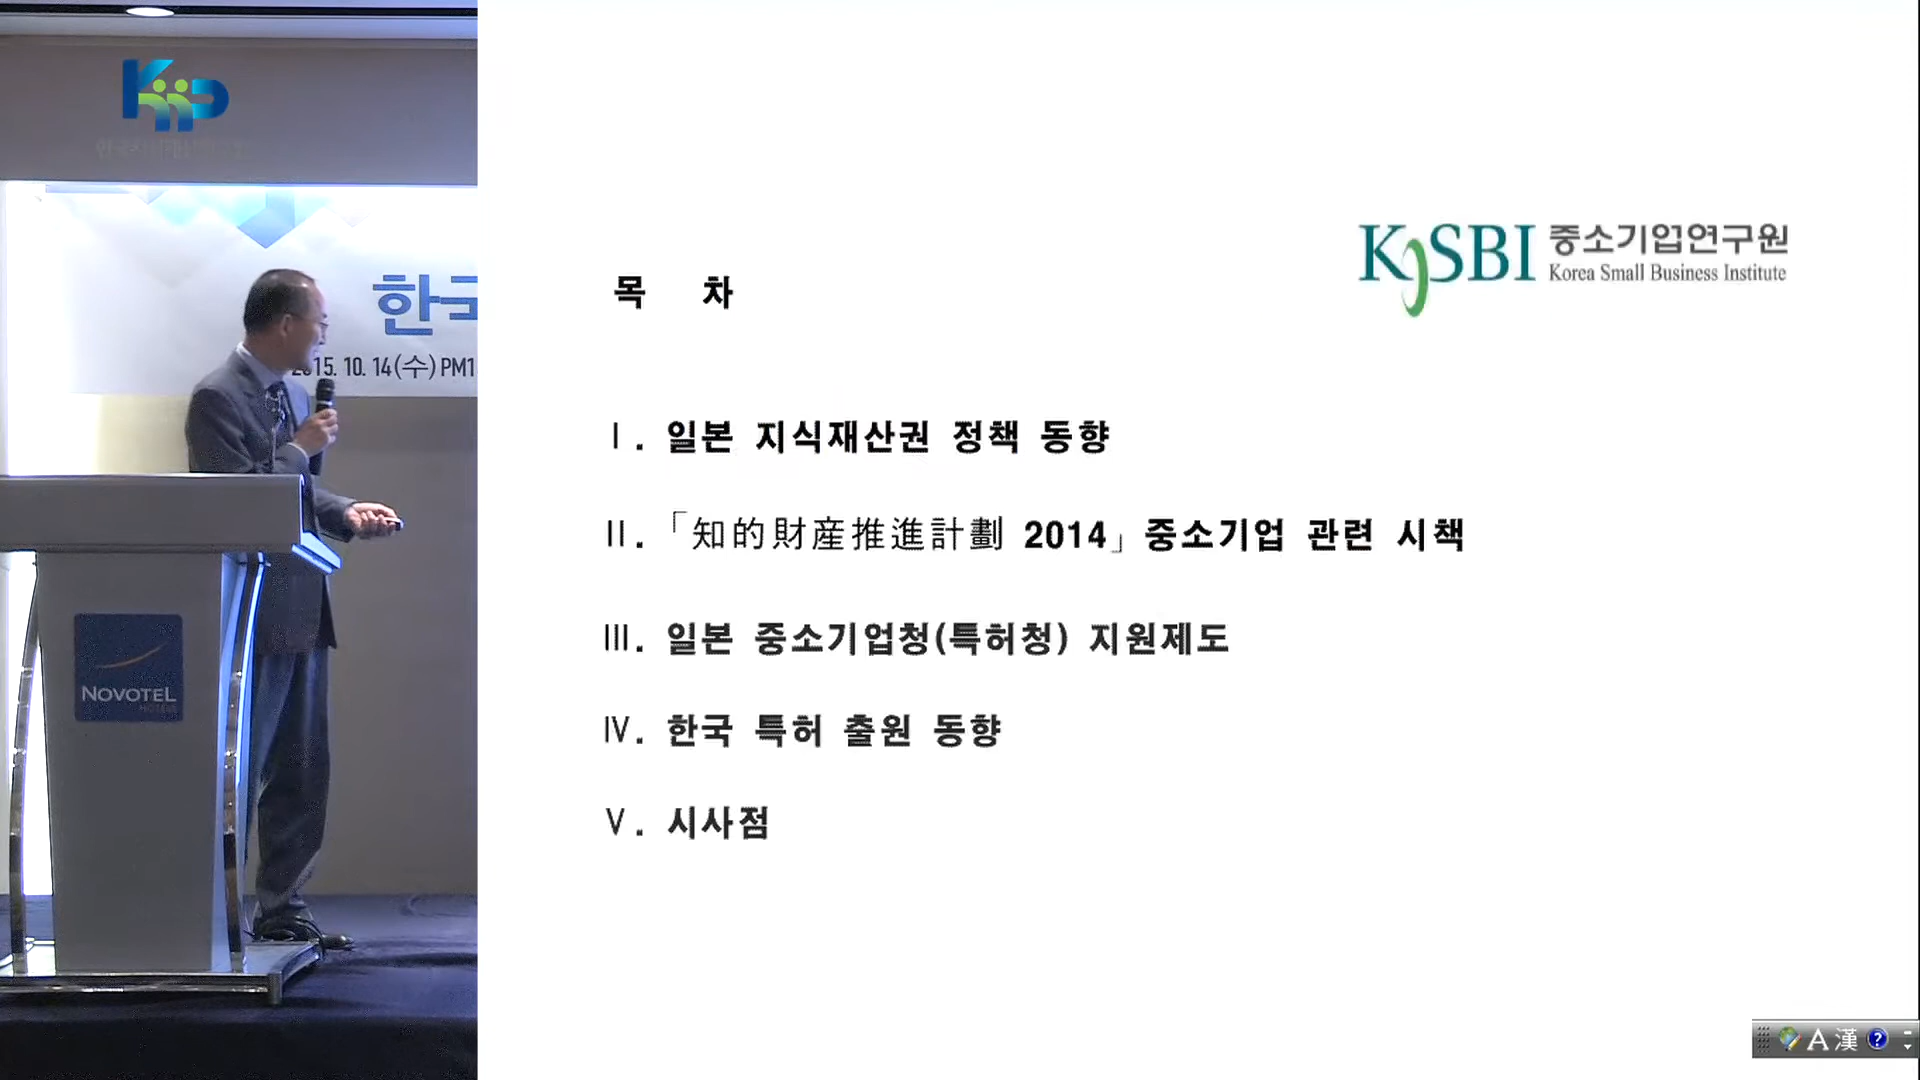 KiiP
한국
2015. 10. 14(수) PM1
NOVOTEL
HOTELS
KOSBI 중소기업연구원
Korea Small Business Institute
목 차
Ⅰ. 일본 지식재산권 정책 동향
Ⅱ. 「知的財産推進計劃 2014」 중소기업 관련 시책
Ⅲ. 일본 중소기업청(특허청) 지원제도
Ⅳ. 한국 특허 출원 동향
Ⅴ. 시사점
A 漢 ?